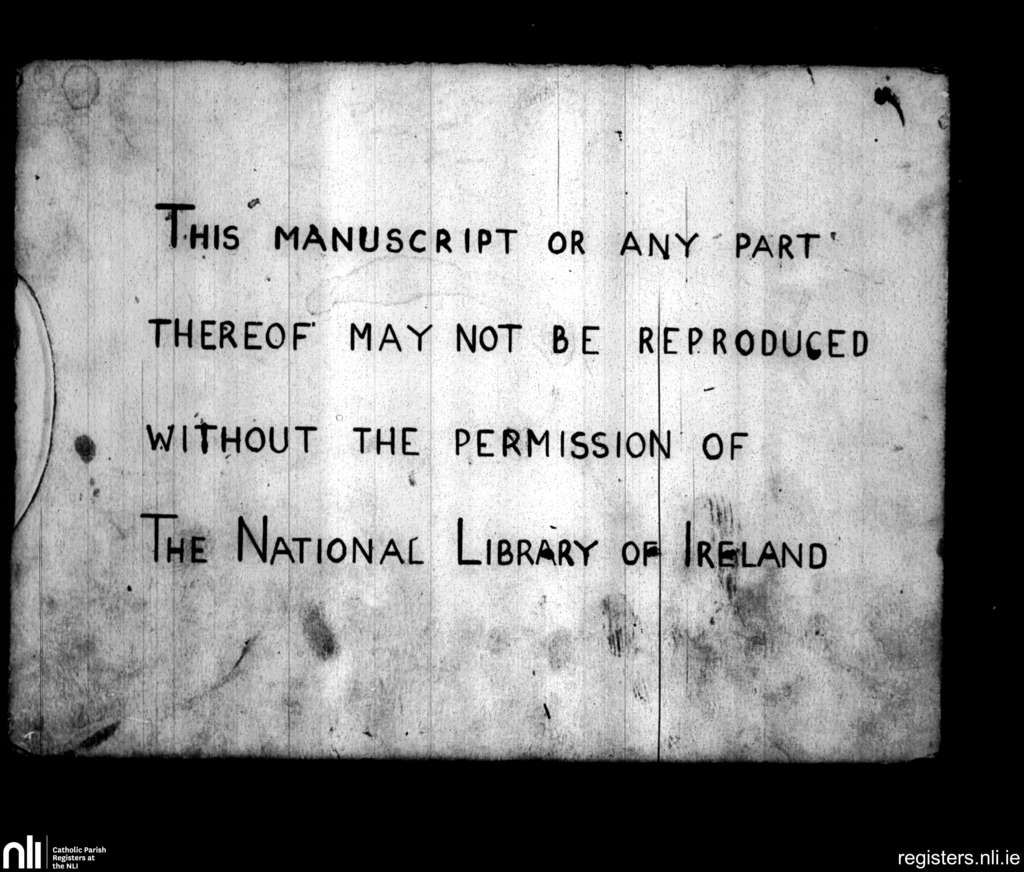 This manuscript or any part
thereof may not be reproduced
without the permission of
The National Library of Ireland
nli
Catholic Parish
Registers at
the NLI
registers.nli.ie